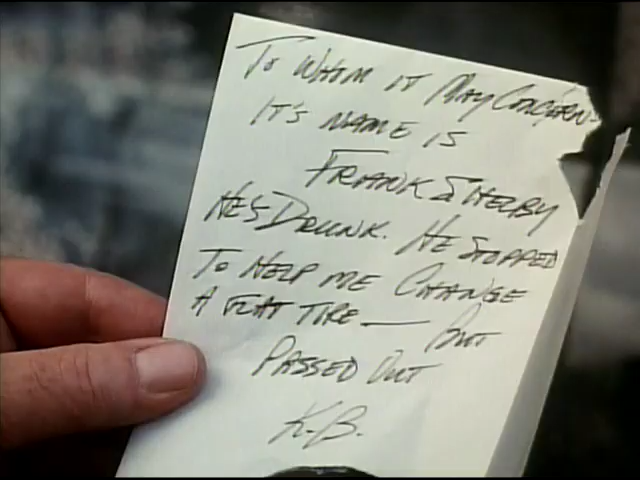 To Whom it May Concern-
It's name is
Frank Shelby
He's Drunk. He stopped
to help me change
a flat tire — but
passed out
K.B.